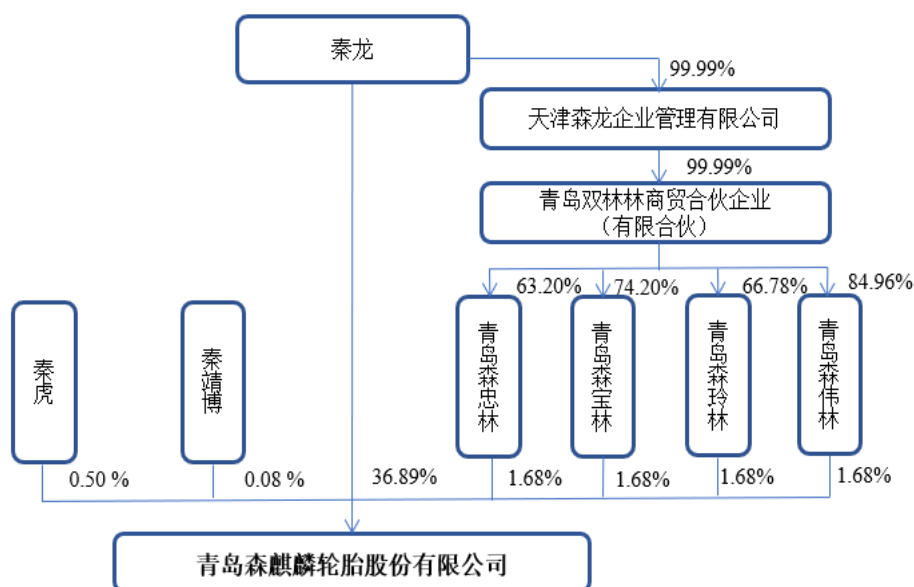 秦龙
99.99%
天津森龙企业管理有限公司
99.99%
青岛双林林商贸合伙企业
（有限合伙）
63.20%
74.20%
66.78%
84.96%
秦虎
秦靖博
青岛森忠林
青岛森宝林
青岛森玲林
青岛森伟林
0.50 %
0.08 %
36.89%
1.68%
1.68%
1.68%
1.68%
青岛森麒麟轮胎股份有限公司